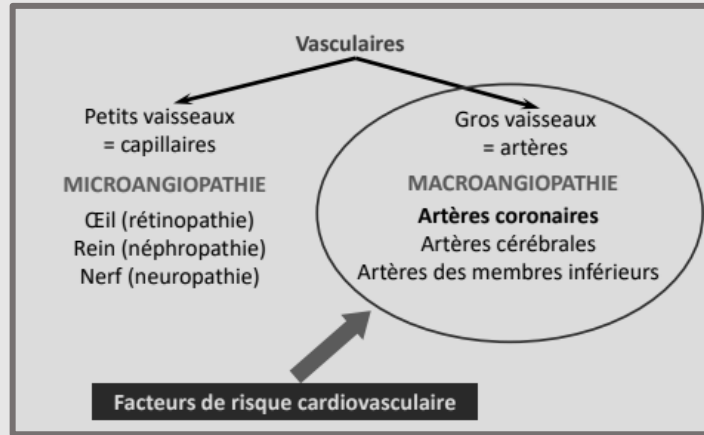 Vasculaires
Petits vaisseaux
= capillaires
MICROANGIOPATHIE
Œil (rétinopathie)
Rein (néphropathie)
Nerf (neuropathie)
Gros vaisseaux
= artères
MACROANGIOPATHIE
Artères coronaires
Artères cérébrales
Artères des membres inférieurs
Facteurs de risque cardiovasculaire